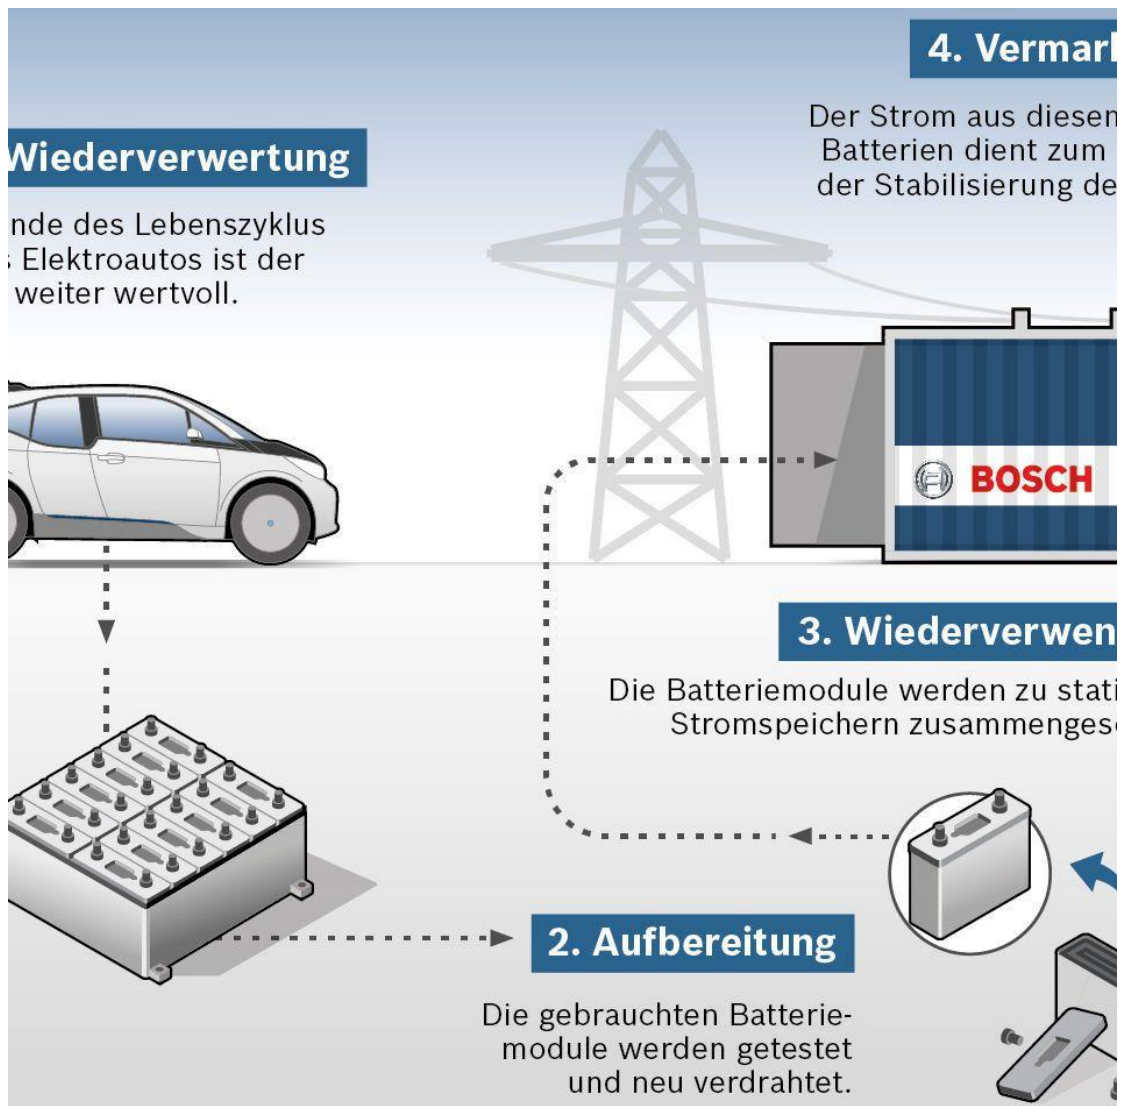 Wiederverwertung
nde des Lebenszyklus
s Elektroautos ist der
weiter wertvoll.
4. Vermar
Der Strom aus diesen
Batterien dient zum
der Stabilisierung de
BOSCH
3. Wiederverwen
Die Batteriemodule werden zu stati
Stromspeichern zusammenges
2. Aufbereitung
Die gebrauchten Batterie-
module werden getestet
und neu verdrahtet.